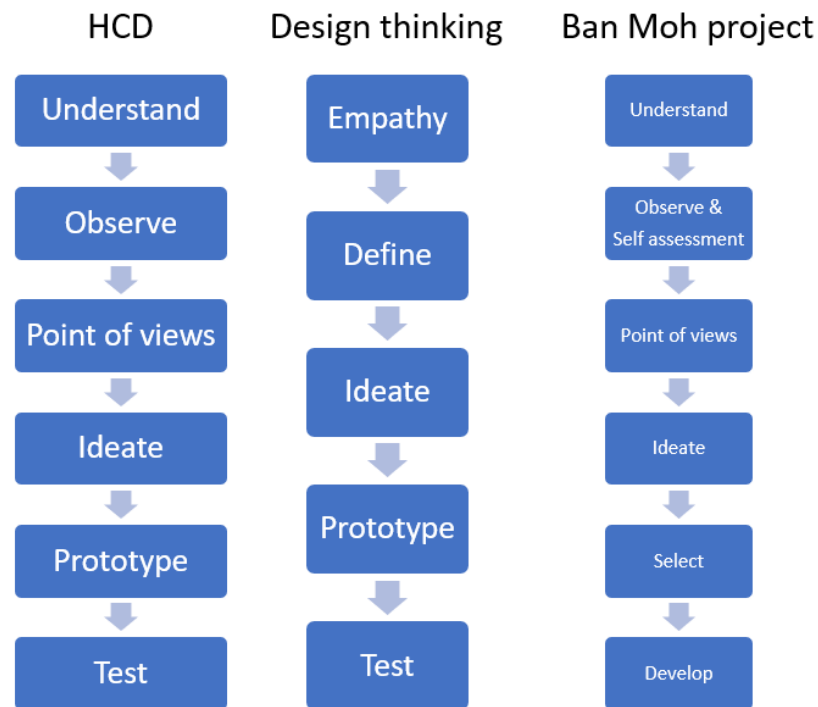 HCD
Understand
Observe
Point of views
Ideate
Prototype
Test
Design thinking
Empathy
Define
Ideate
Prototype
Test
Ban Moh project
Understand
Observe &
Self assessment
Point of views
Ideate
Select
Develop